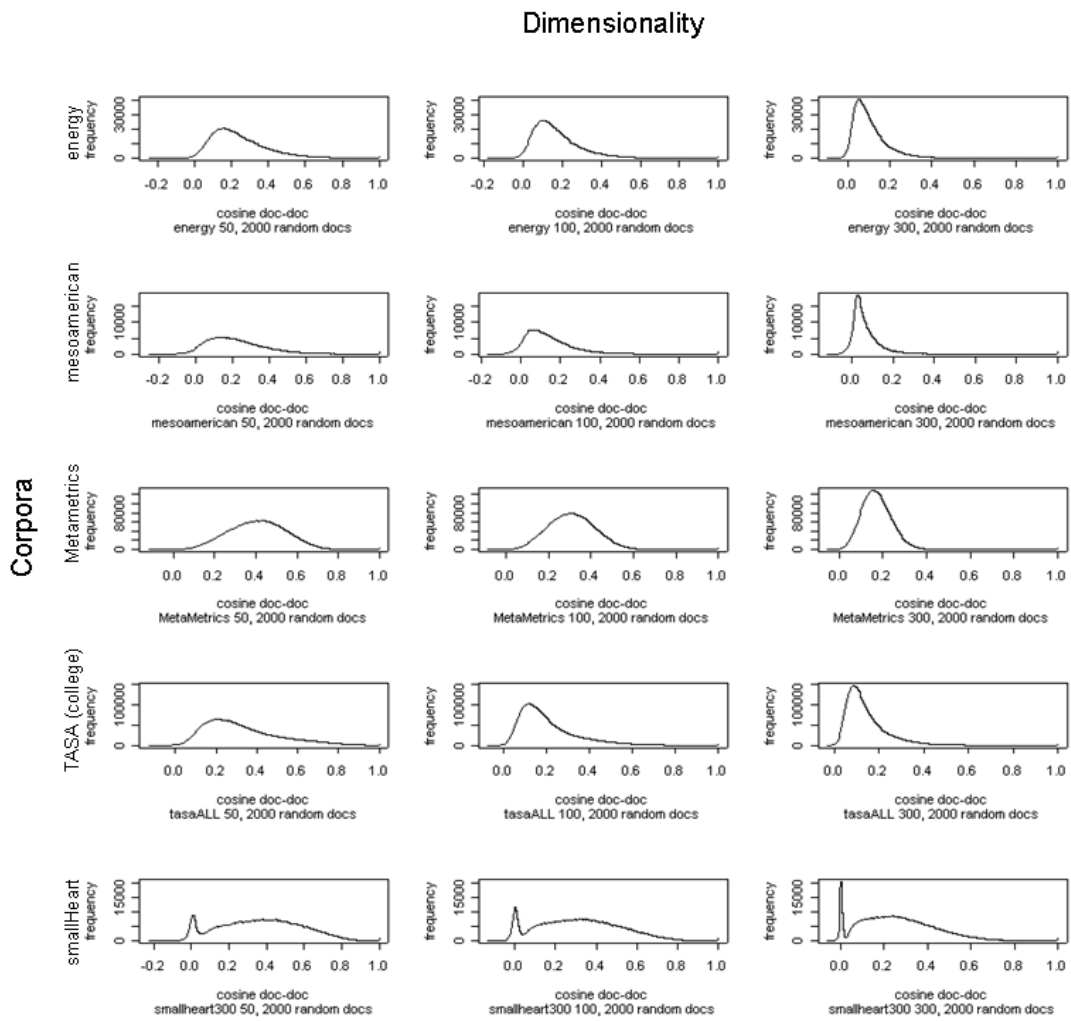 Dimensionality
Corpora
energy
frequency
0 30000
-0.2 0.0 0.2 0.4 0.6 0.8 1.0
cosine doc-doc
energy 50, 2000 random docs
frequency
0 30000
-0.2 0.0 0.2 0.4 0.6 0.8 1.0
cosine doc-doc
energy 100, 2000 random docs
frequency
0 30000
0.0 0.2 0.4 0.6 0.8 1.0
cosine doc-doc
energy 300, 2000 random docs
mesoamerican
frequency
0 10000
-0.2 0.0 0.2 0.4 0.6 0.8 1.0
cosine doc-doc
mesoamerican 50, 2000 random docs
frequency
0 10000
-0.2 0.0 0.2 0.4 0.6 0.8 1.0
cosine doc-doc
mesoamerican 100, 2000 random docs
frequency
0 10000
0.0 0.2 0.4 0.6 0.8 1.0
cosine doc-doc
mesoamerican 300, 2000 random docs
Metametrics
frequency
0 80000
0.0 0.2 0.4 0.6 0.8 1.0
cosine doc-doc
MetaMetrics 50, 2000 random docs
frequency
0 80000
0.0 0.2 0.4 0.6 0.8 1.0
cosine doc-doc
MetaMetrics 100, 2000 random docs
frequency
0 80000
0.0 0.2 0.4 0.6 0.8 1.0
cosine doc-doc
MetaMetrics 300, 2000 random docs
TASA (college)
frequency
0 100000
0.0 0.2 0.4 0.6 0.8 1.0
cosine doc-doc
tasaALL 50, 2000 random docs
frequency
0 100000
0.0 0.2 0.4 0.6 0.8 1.0
cosine doc-doc
tasaALL 100, 2000 random docs
frequency
0 100000
0.0 0.2 0.4 0.6 0.8 1.0
cosine doc-doc
tasaALL 300, 2000 random docs
smallHeart
frequency
0 15000
-0.2 0.0 0.2 0.4 0.6 0.8 1.0
cosine doc-doc
smallheart300 50, 2000 random docs
frequency
0 15000
0.0 0.2 0.4 0.6 0.8 1.0
cosine doc-doc
smallheart300 100, 2000 random docs
frequency
0 15000
0.0 0.2 0.4 0.6 0.8 1.0
cosine doc-doc
smallheart300 300, 2000 random docs